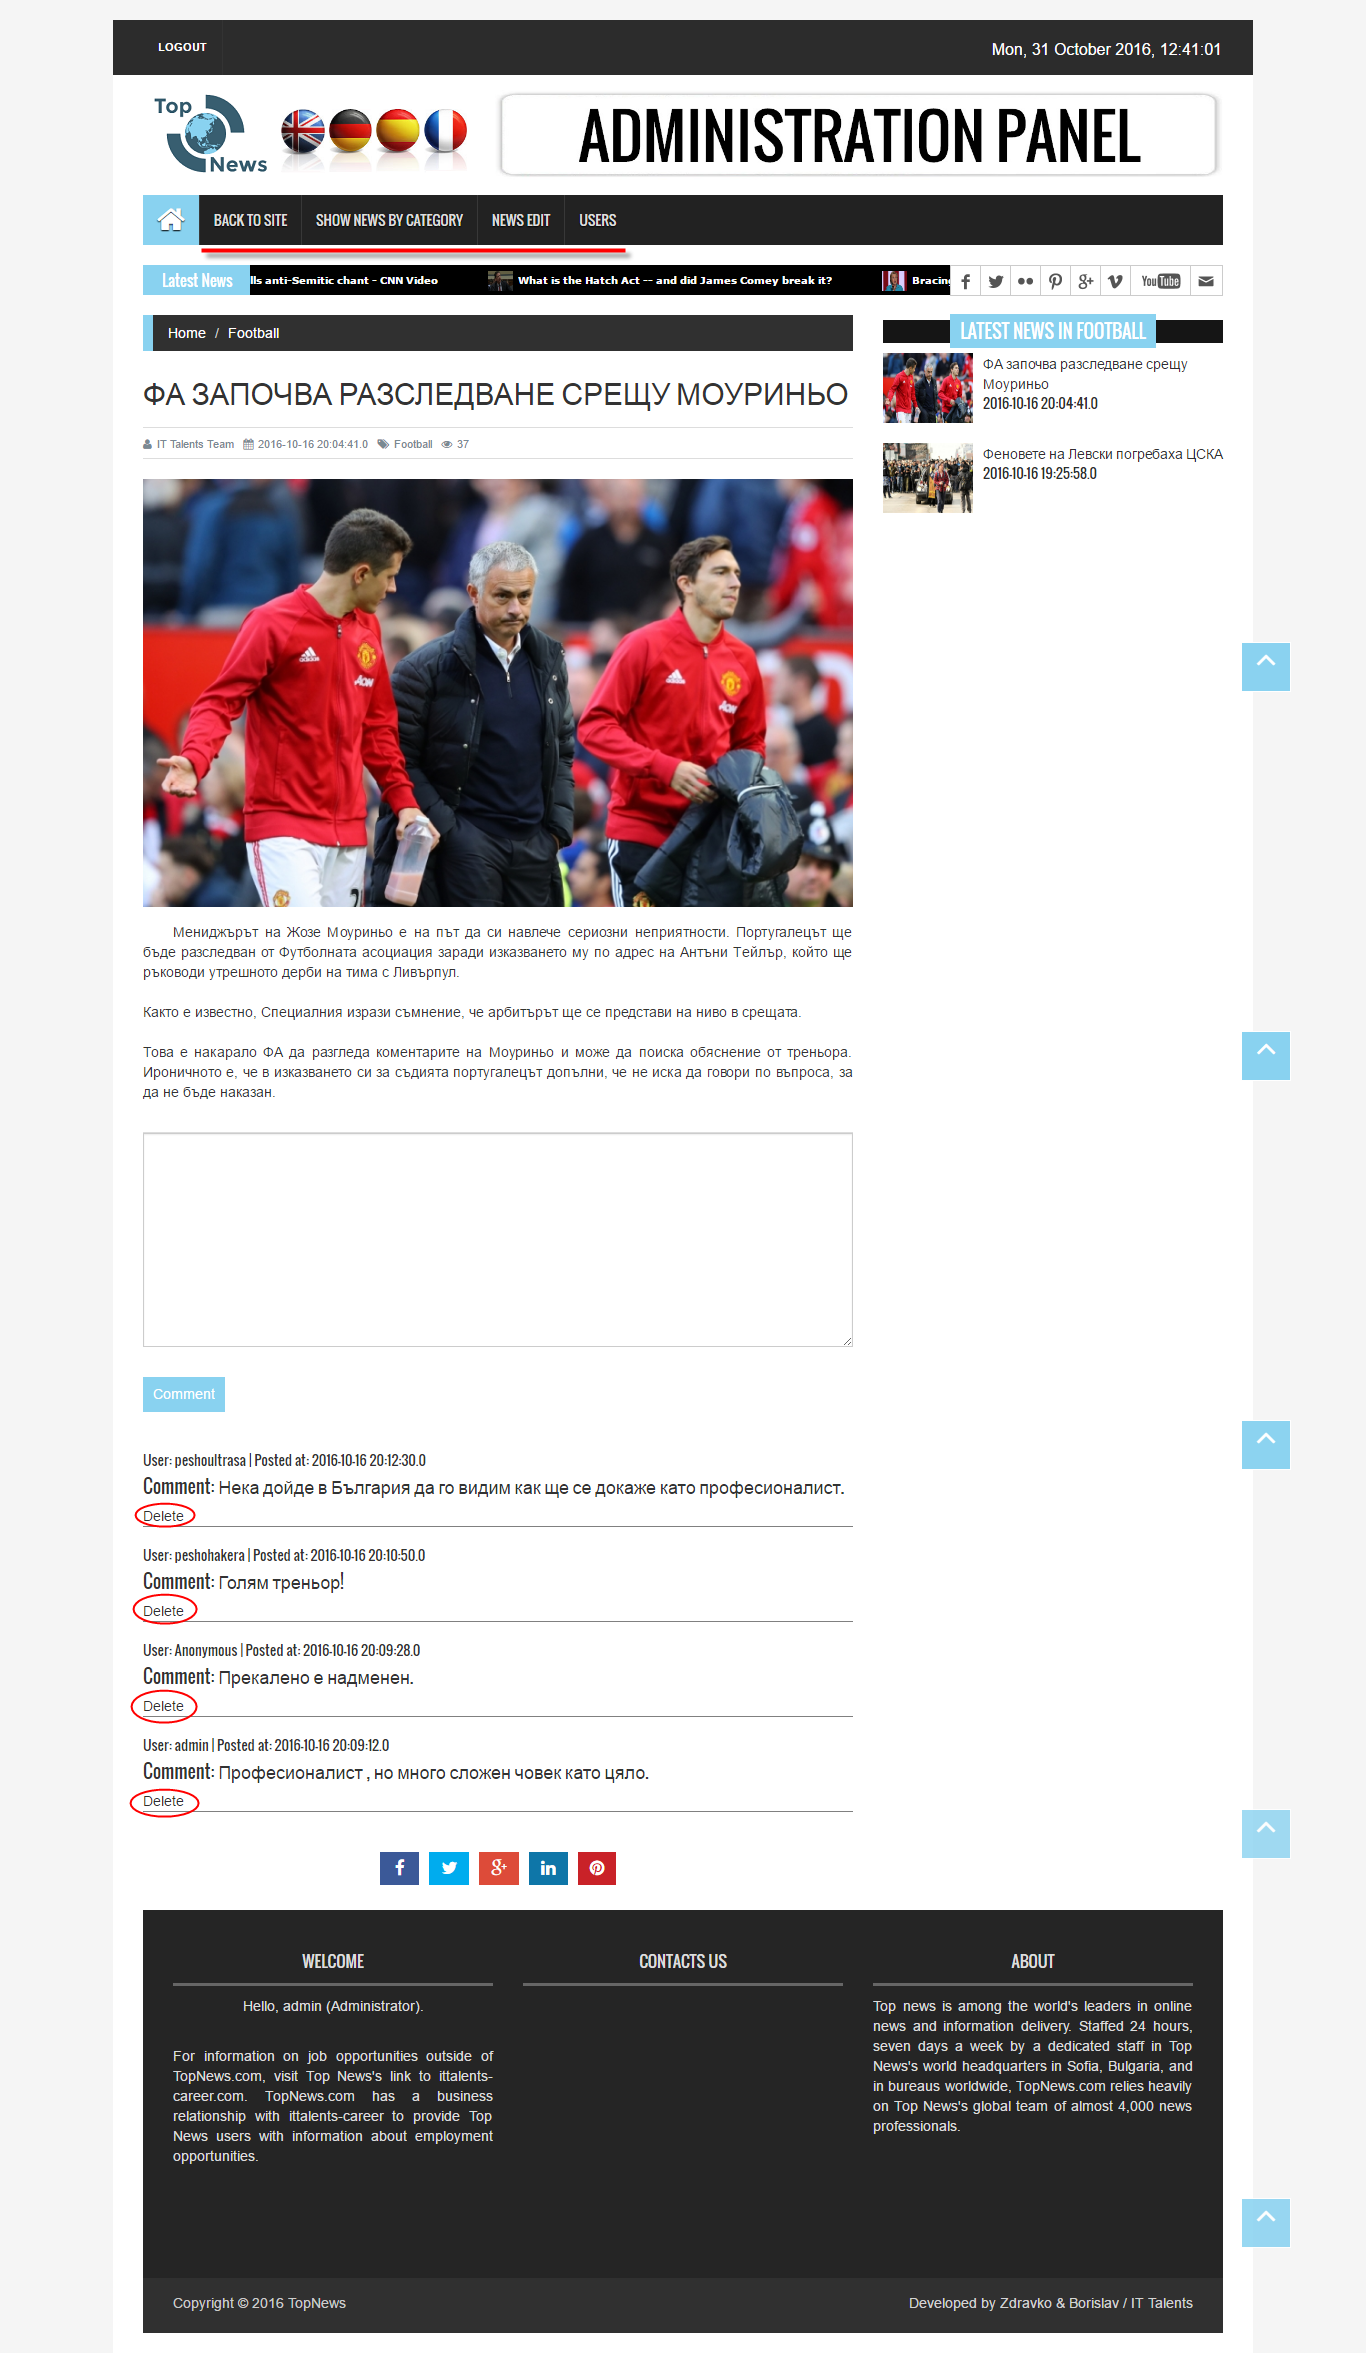 LOGOUT
Mon, 31 October 2016, 12:41:01
Top
News
ADMINISTRATION PANEL
BACK TO SITE
SHOW NEWS BY CATEGORY
NEWS EDIT
USERS
Latest News
lls anti-Semitic chant - CNN Video
What is the Hatch Act -- and did James Comey break it?
Bracing
You Tube
Home / Football
ФА ЗАПОЧВА РАЗСЛЕДВАНЕ СРЕЩУ МОУРИНЬО
IT Talents Team 2016-10-16 20:04:41.0 Football 37
LATEST NEWS IN FOOTBALL
ФА започва разследване срещу
Моуриньо
2016-10-16 20:04:41.0
Феновете на Левски погребаха ЦСКА
2016-10-16 19:25:58.0
Мениджърът на Жозе Моуриньо е на път да си навлече сериозни неприятности. Португалецът ще
бъде разследван от Футболната асоциация заради изказването му по адрес на Антъни Тейлър, който ще
ръководи утрешното дерби на тима с Ливърпул.
Както е известно, Специалния изрази съмнение, че арбитърът ще се представи на ниво в срещата.
Това е накарало ФА да разгледа коментарите на Моуриньо и може да поиска обяснение от треньора.
Ироничното е, че в изказването си за съдията португалецът допълни, че не иска да говори по въпроса, за
да не бъде наказан.
Comment
User: peshoultrasa | Posted at: 2016-10-16 20:12:30.0
Comment: Нека дойде в България да го видим как ще се докаже като професионалист.
Delete
User: peshohakera | Posted at: 2016-10-16 20:10:50.0
Comment: Голям треньор!
Delete
User: Anonymous | Posted at: 2016-10-16 20:09:28.0
Comment: Прекалено е надменен.
Delete
User: admin | Posted at: 2016-10-16 20:09:12.0
Comment: Професионалист , но много сложен човек като цяло.
Delete
WELCOME
Hello, admin (Administrator).
For information on job opportunities outside of
TopNews.com, visit Top News's link to ittalents-
career.com. TopNews.com has a business
relationship with ittalents-career to provide Top
News users with information about employment
opportunities.
CONTACTS US
ABOUT
Top news is among the world's leaders in online
news and information delivery. Staffed 24 hours,
seven days a week by a dedicated staff in Top
News's world headquarters in Sofia, Bulgaria, and
in bureaus worldwide, TopNews.com relies heavily
on Top News's global team of almost 4,000 news
professionals.
Copyright © 2016 TopNews
Developed by Zdravko & Borislav / IT Talents